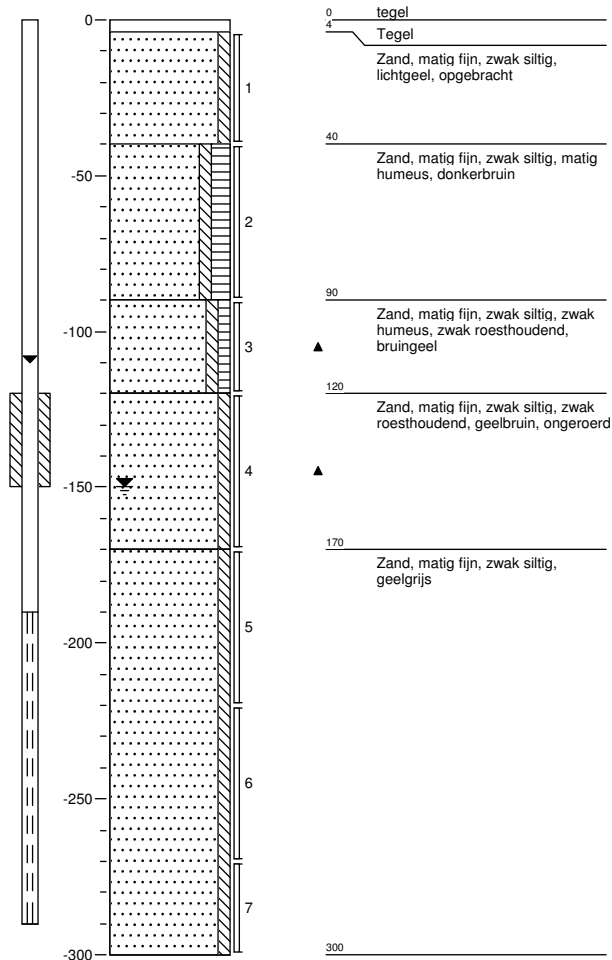 0
-50
-100
-150
-200
-250
-300
1
2
3
4
5
6
7
0
tegel
4
Tegel
Zand, matig fijn, zwak siltig,
lichtgeel, opgebracht
40
Zand, matig fijn, zwak siltig, matig
humeus, donkerbruin
90
Zand, matig fijn, zwak siltig, zwak
humeus, zwak roesthoudend,
bruingeel
120
Zand, matig fijn, zwak siltig, zwak
roesthoudend, geelbruin, ongeroerd
170
Zand, matig fijn, zwak siltig,
geelgrijs
300